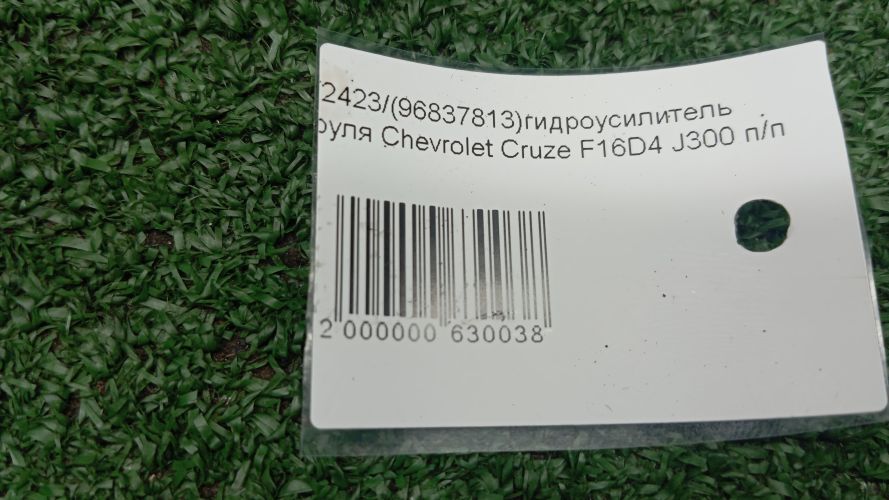 2423/(96837813)гидроусилитель
руля Chevrolet Cruze F16D4 J300 п/п
2 000000 630038